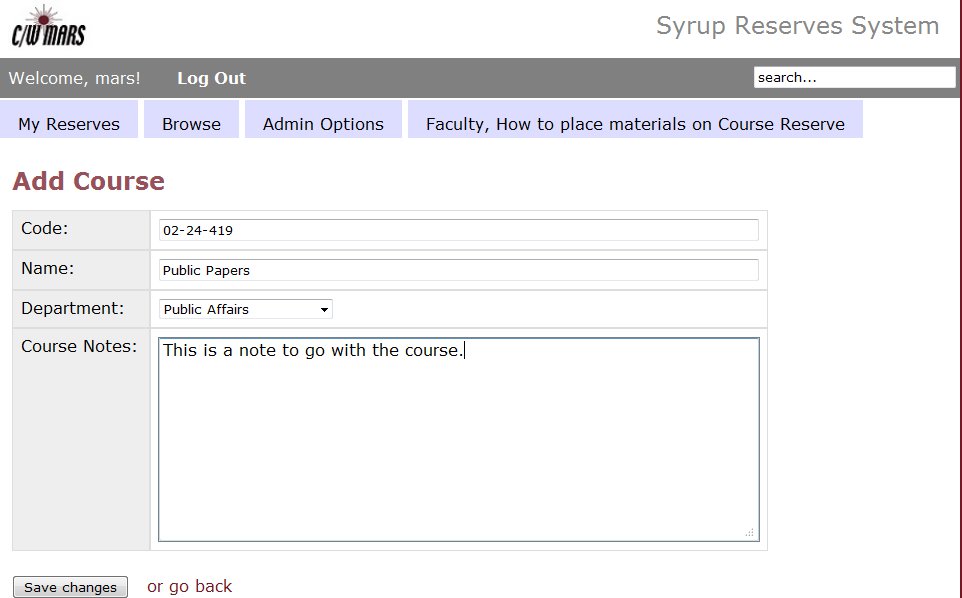 C/W MARS
Syrup Reserves System
Welcome, mars! Log Out search...
My Reserves Browse Admin Options Faculty, How to place materials on Course Reserve
Add Course
Code: 02-24-419
Name: Public Papers
Department: Public Affairs
Course Notes: This is a note to go with the course.
Save changes or go back